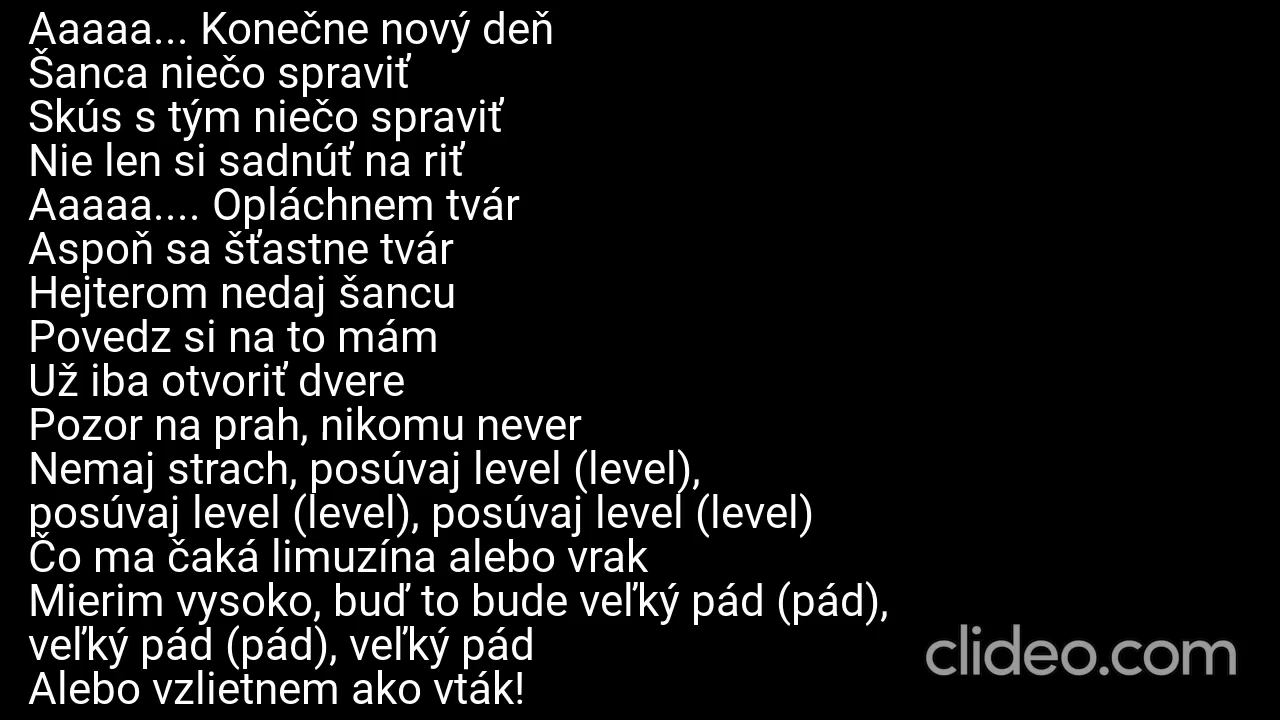 Aaaaa... Konečne nový deň
Šanca niečo spraviť
Skús s tým niečo spraviť
Nie len si sadnúť na riť
Aaaaa.... Opláchnem tvár
Aspoň sa šťastne tvár
Hejterom nedaj šancu
Povedz si na to mám
Už iba otvoriť dvere
Pozor na prah, nikomu never
Nemaj strach, posúvaj level (level),
posúvaj level (level), posúvaj level (level)
Čo ma čaká limuzína alebo vrak
Mierim vysoko, buď to bude veľký pád (pád),
veľký pád (pád), veľký pád
Alebo vzlietnem ako vták!
clideo.com